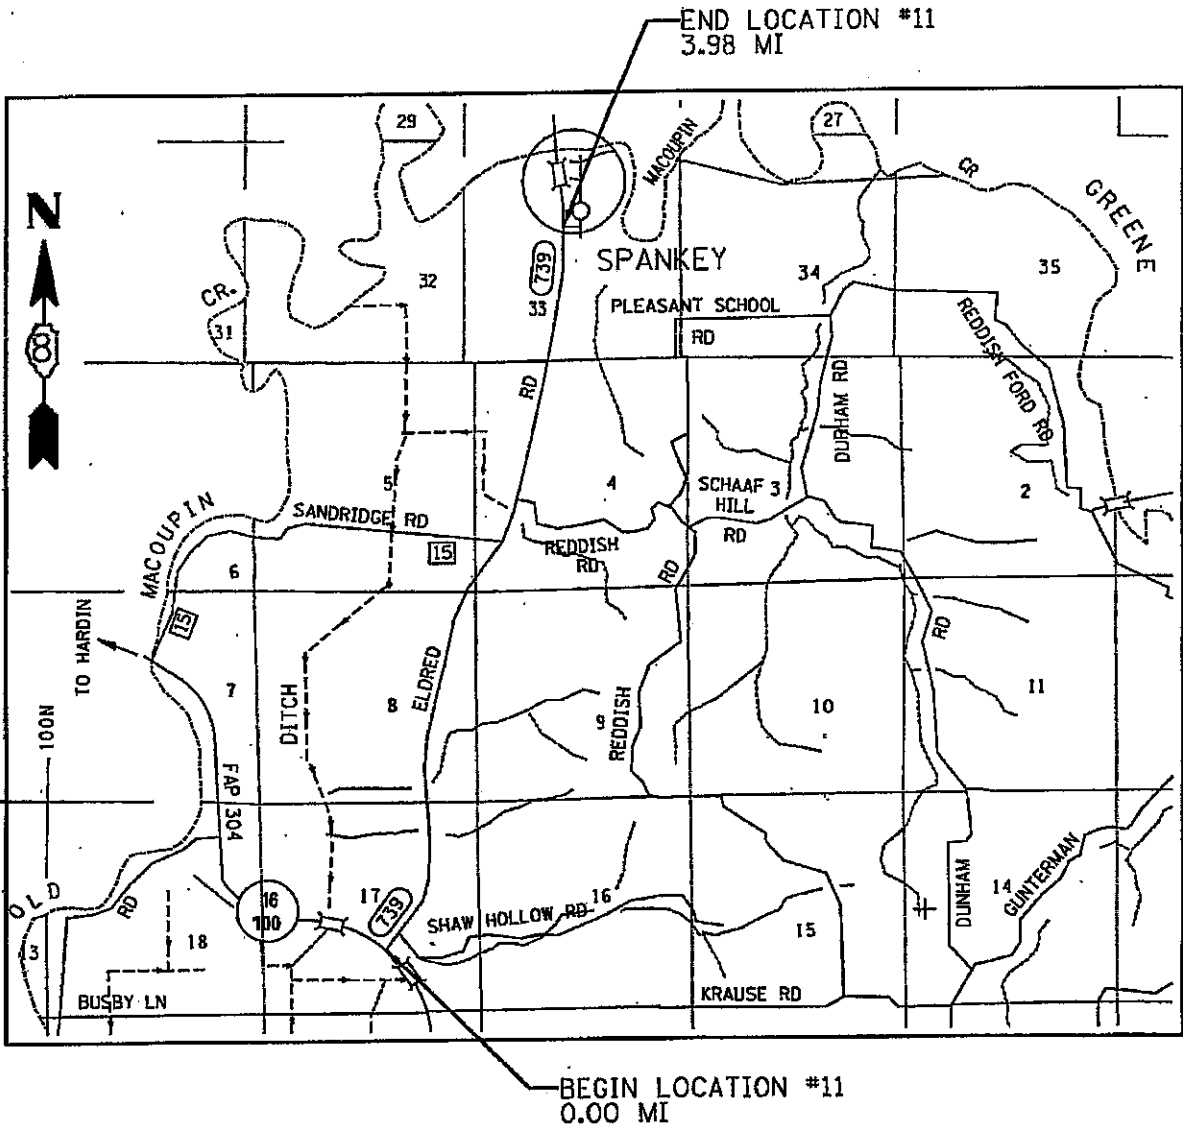 END LOCATION #11
3.98 MI
29
27
MACOUPIN
CR
GREENE
N
SPANKEY
739
32
34
35
CR.
31
33
PLEASANT SCHOOL
RD
REDDISH FORD RD
RD
DURHAM RD
5
4
SCHAAF
HILL
RD
3
2
MACOUPIN
SANDRIDGE RD
15
REDDISH
RD
RD
6
15
TO HARDIN
RD
7
DITCH
8
ELDRED
9
REDDISH
10
11
100N
FAP 304
OLD
RD
16
100
17
739
SHAW HOLLOW RD
16
DUNHAM
14
GUNTERMAN
3
18
15
BUSBY LN
KRAUSE RD
BEGIN LOCATION #11
0.00 MI